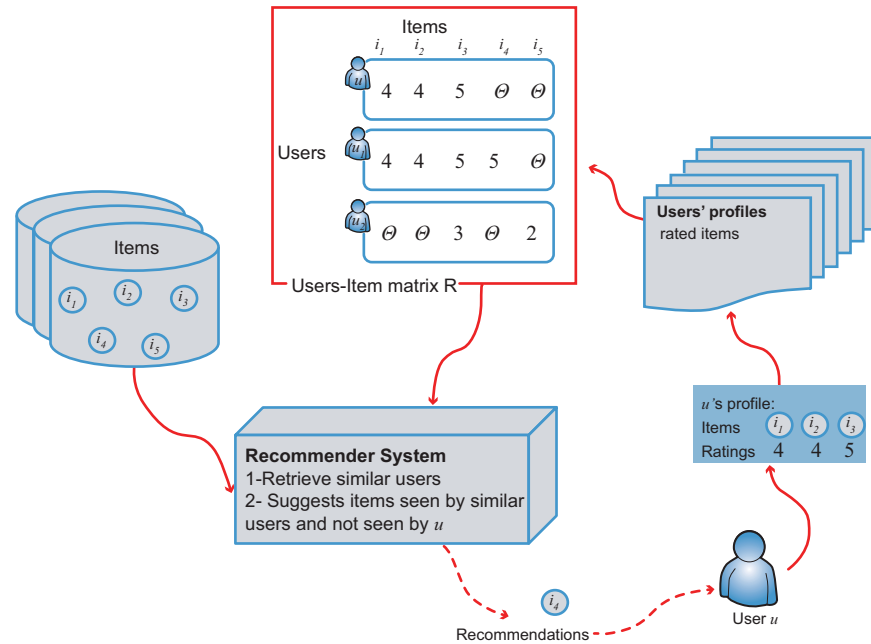 Items
i1 i2 i3 i4 i5
u 4 4 5 Θ Θ
Users
u1 4 4 5 5 Θ
u2 Θ Θ 3 Θ 2
Users-Item matrix R
Items
i1 i2 i3
i4 i5
Users' profiles
rated items
Recommender System
1-Retrieve similar users
2- Suggests items seen by similar
users and not seen by u
u's profile:
Items i1 i2 i3
Ratings 4 4 5
i4
Recommendations
User u